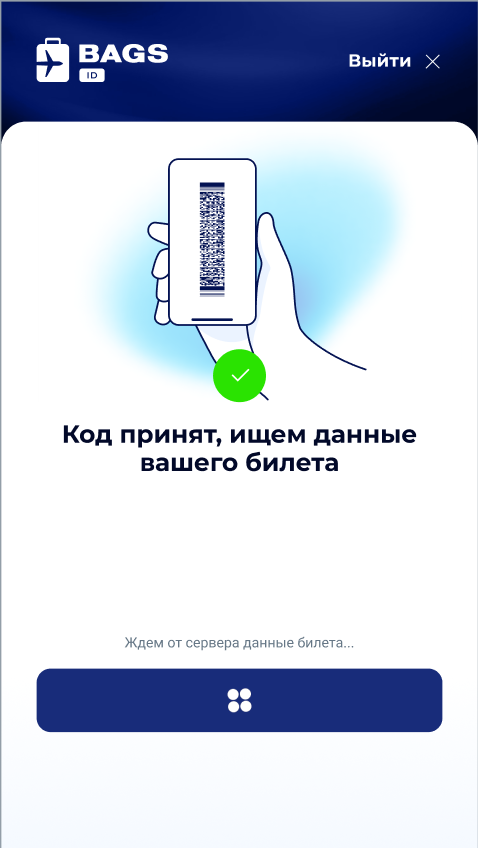 BAGS
ID
Выйти
Код принят, ищем данные
вашего билета
Ждем от сервера данные билета...